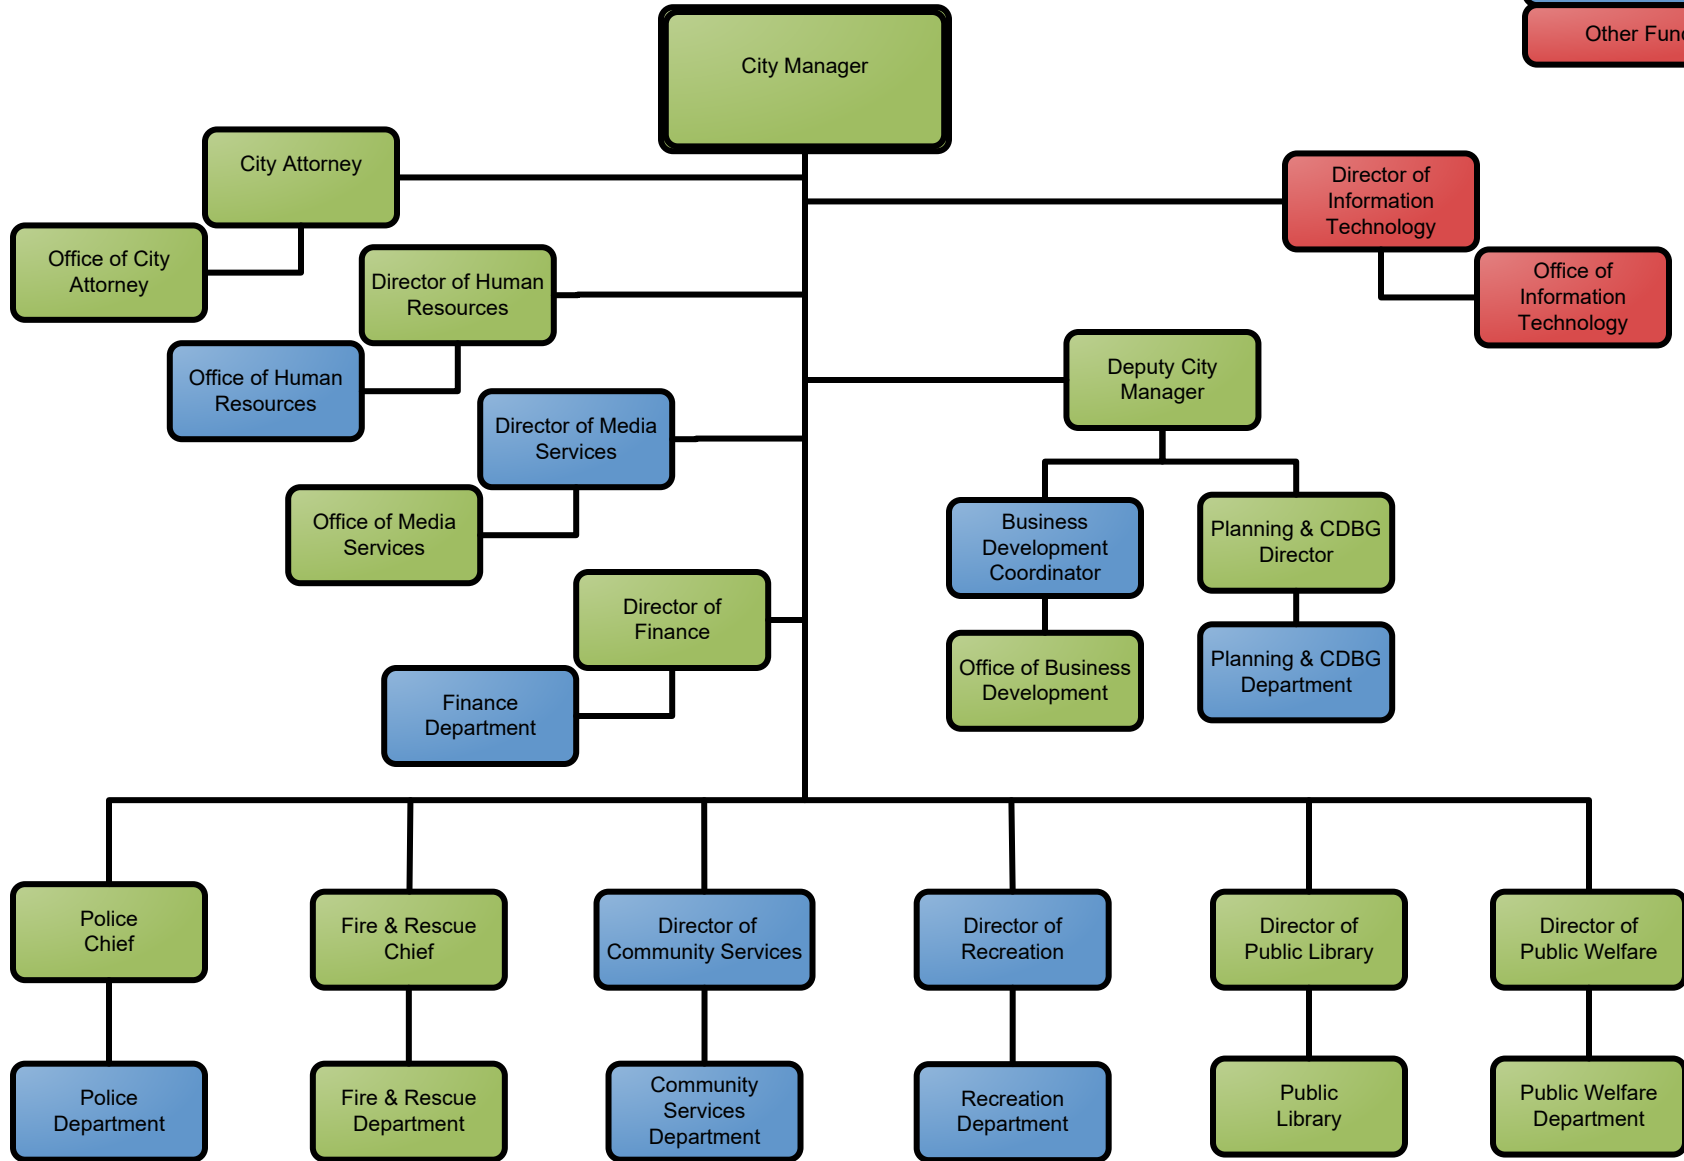 Other
City Manager
City Attorney
Director of
Information
Technology
Office of City
Attorney
Director of Human
Resources
Office of
Information
Technology
Office of Human
Resources
Deputy City
Manager
Director of Media
Services
Office of Media
Services
Business
Development
Coordinator
Planning & CDBG
Director
Director of
Finance
Office of Business
Development
Planning & CDBG
Department
Finance
Department
Police
Chief
Fire & Rescue
Chief
Director of
Community Services
Director of
Recreation
Director of
Public Library
Director of
Public Welfare
Police
Department
Fire & Rescue
Department
Community
Services
Department
Recreation
Department
Public
Library
Public Welfare
Department